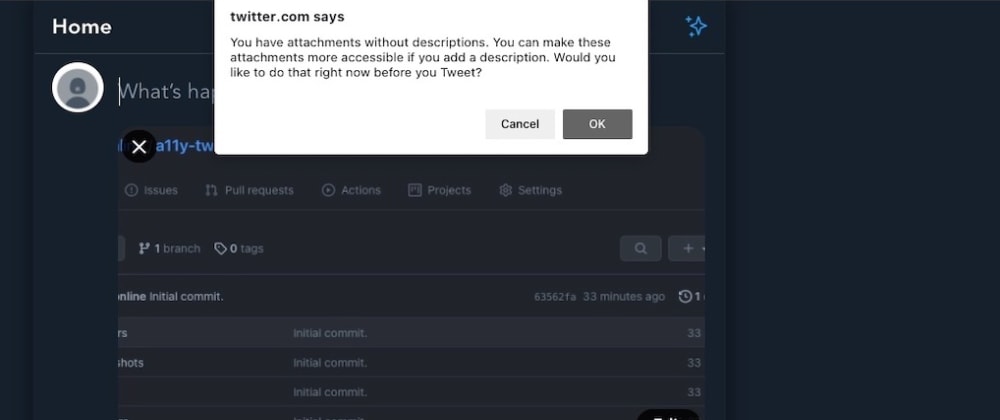 twitter.com says
Home
You have attachments without descriptions. You can make these
attachments more accessible if you add a description. Would you
like to do that right now before you Tweet?
What's hap
Cancel OK
a11y-tw
Issues Pull requests Actions Projects Settings
1 branch 0 tags
nline Initial commit. 63562fa 33 minutes ago 1
rs Initial commit. 33
shots Initial commit. 33
Initial commit. 33